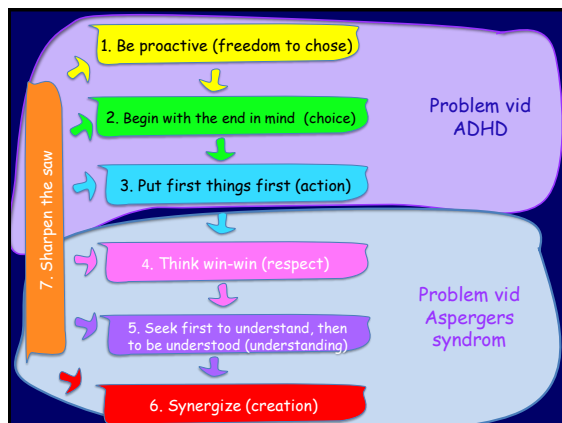 1. Be proactive (freedom to chose)
2. Begin with the end in mind (choice)
3. Put first things first (action)
Problem vid
ADHD
7. Sharpen the saw
4. Think win-win (respect)
5. Seek first to understand, then
to be understood (understanding)
6. Synergize (creation)
Problem vid
Aspergers
syndrom